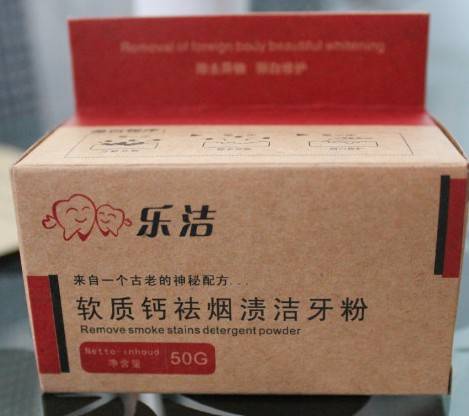 Removal of foreign body beautiful whitening
乐洁
来自一个古老的神秘配方...
软质钙祛烟渍洁牙粉
Remove smoke stains detergent powder
Netto-inhoud
净含量
50G